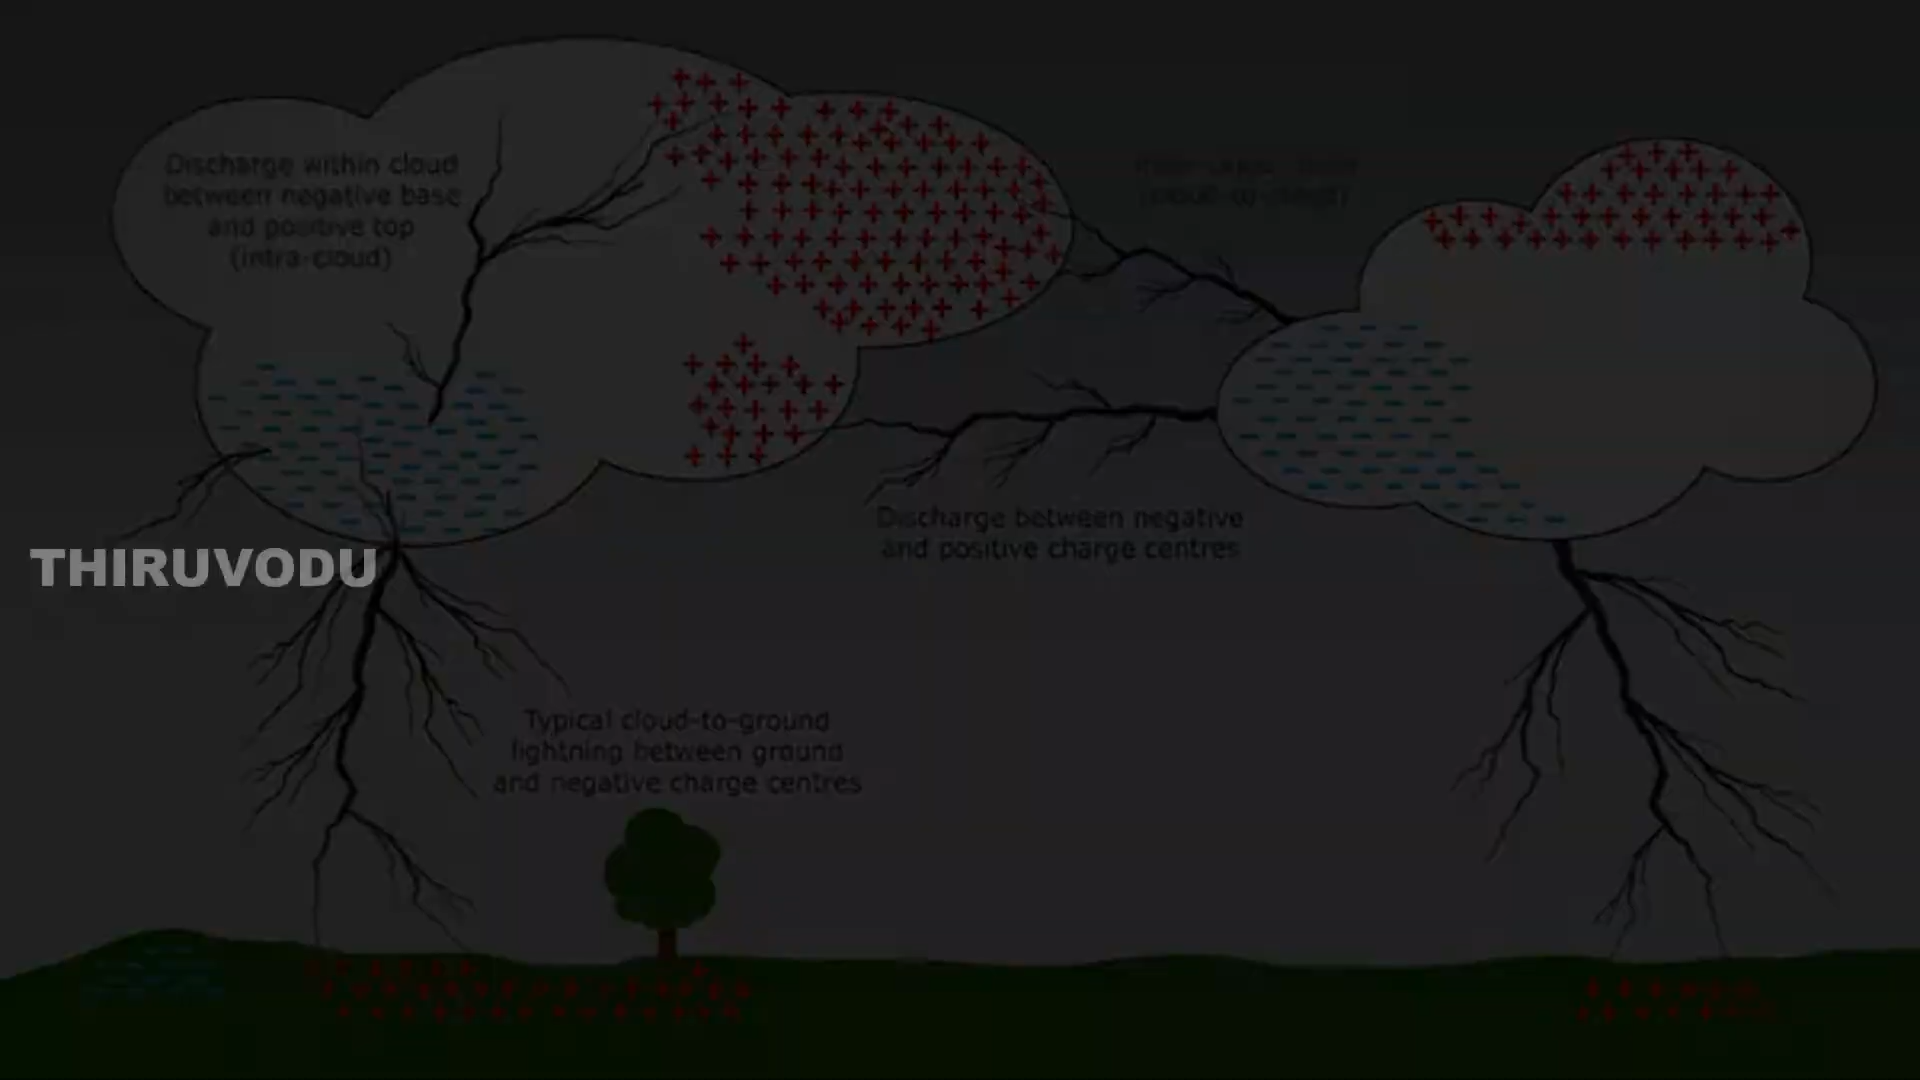 Discharge within cloud
between negative base
and positive top
(intra-cloud)
THIRUVODU
Discharge between negative
and positive charge centres
Typical cloud-to-ground
lightning between ground
and negative charge centres